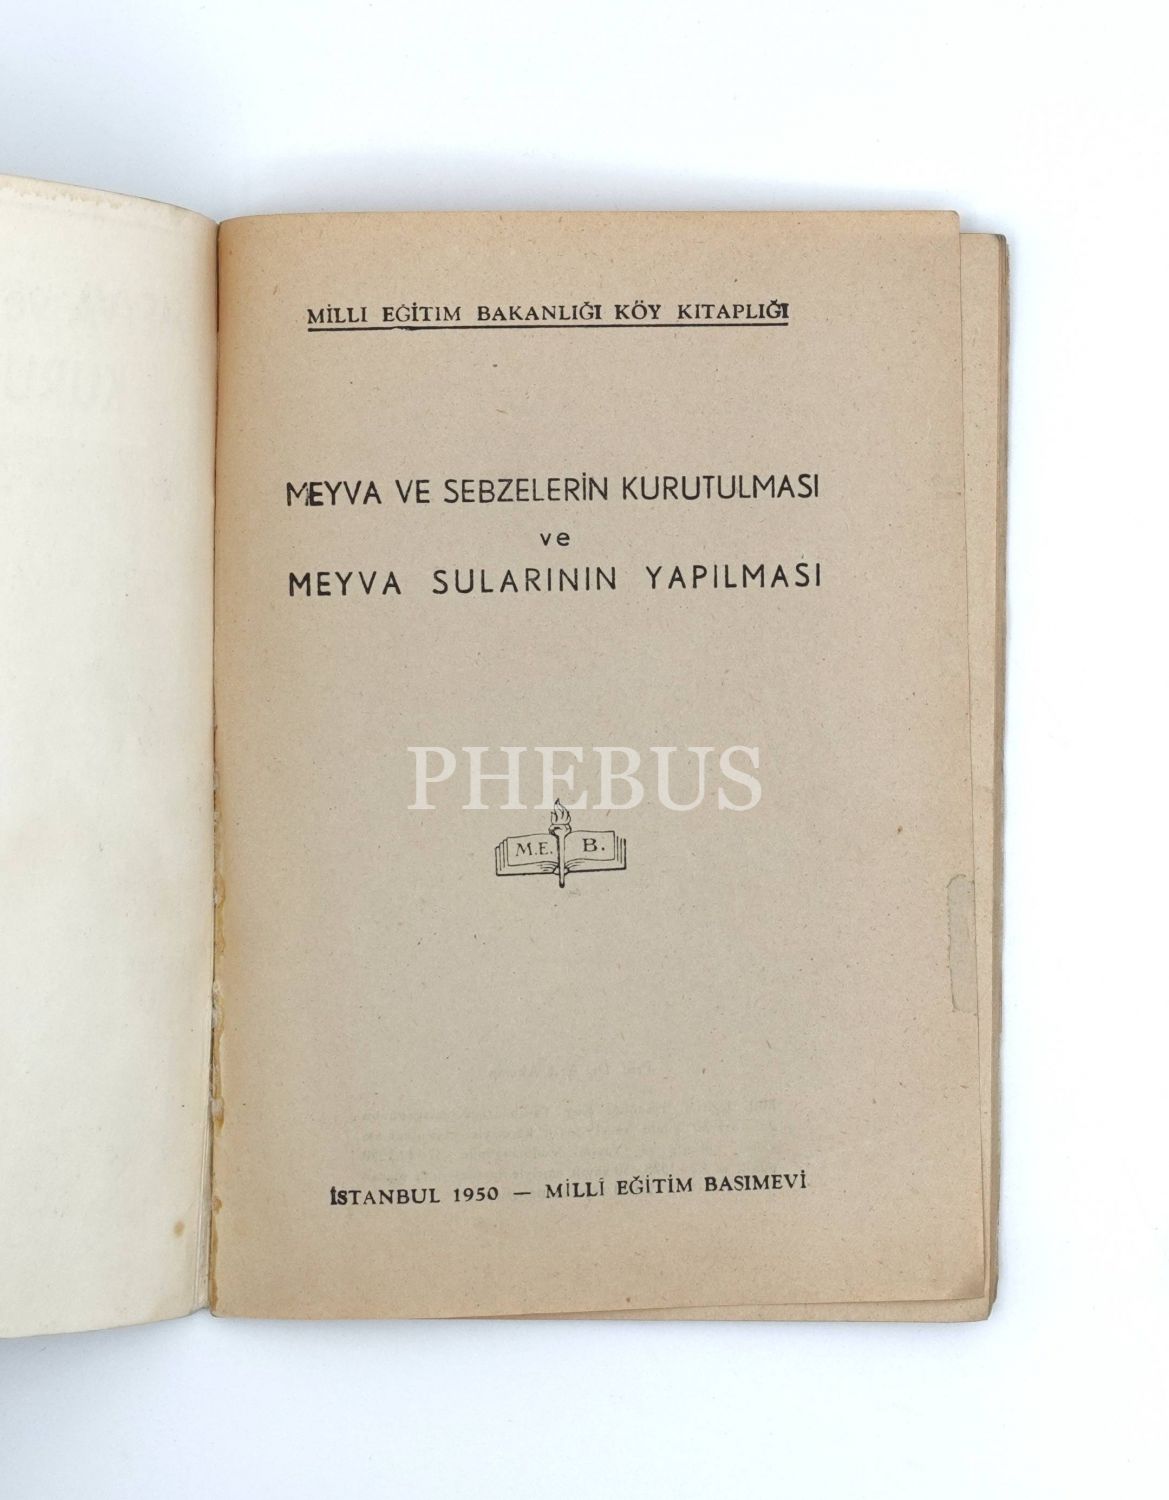 MİLLİ EĞİTİM BAKANLIĞI KÖY KITAPLIĞI
MEYVA VE SEBZELERİN KURUTULMASI
ve
MEYVA SULARININ YAPILMASI
PHEBUS
M.E. B.
İSTANBUL 1950 — MİLLÎ EĞİTİM BASIMEVİ